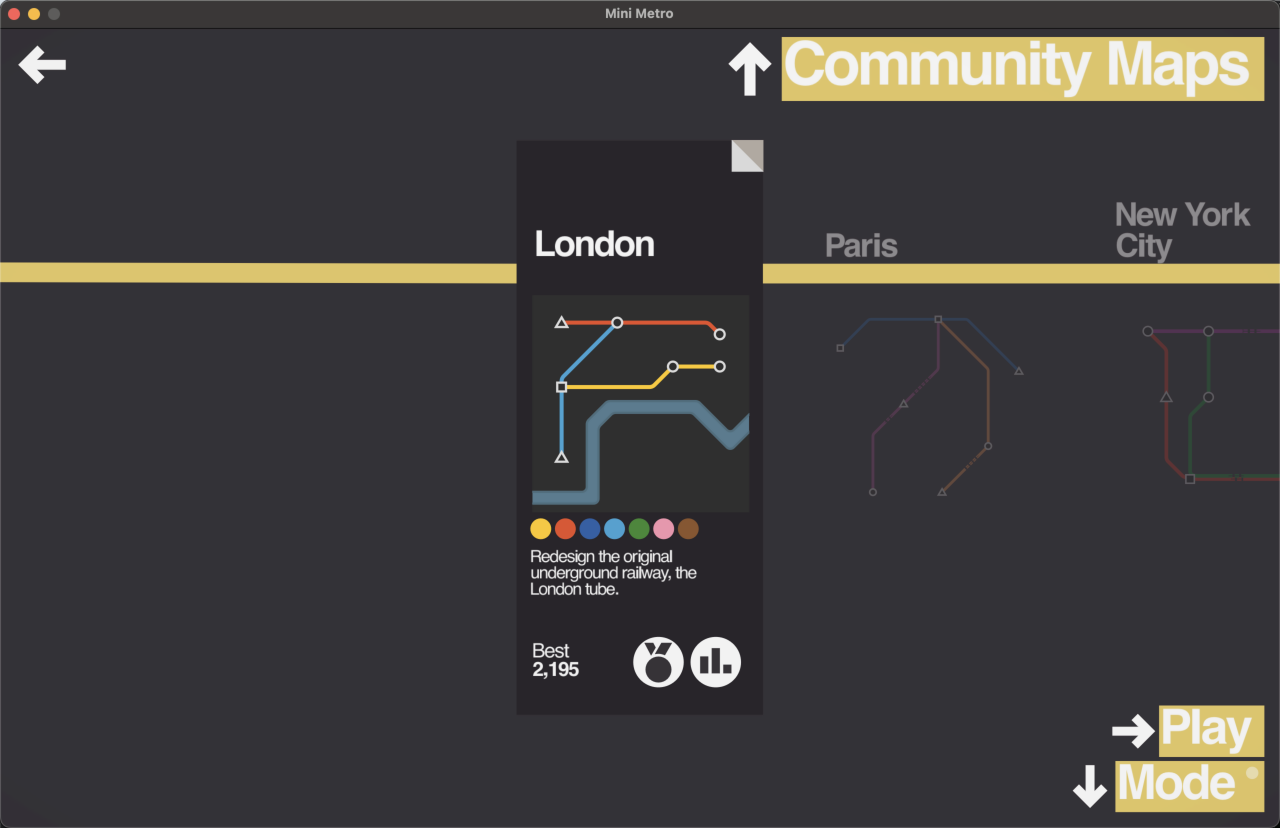 Mini Metro
Community Maps
London
Paris
New York
City
Redesign the original
underground railway, the
London tube.
Best
2,195
Play
Mode